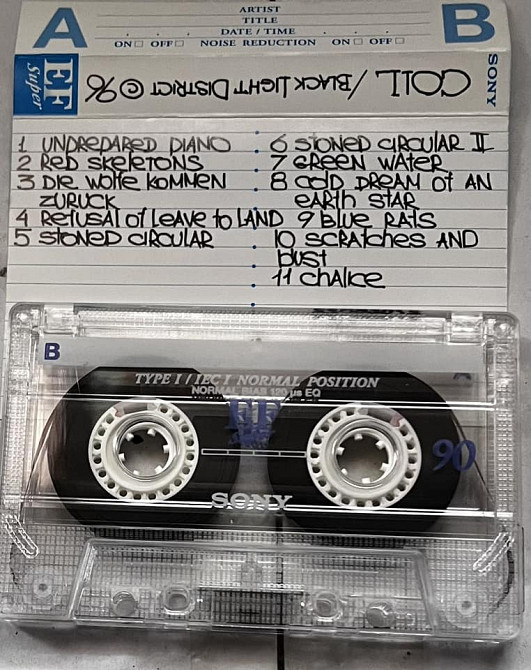 A
ARTIST
TITLE
DATE / TIME
ON □ OFF □ NOISE REDUCTION ON □ OFF □
B
EF
Super
COIL / BLACK LIGHT DISTRICT © 96
SONY
1 UNPREPARED PIANO
2 RED SKELETONS
3 DIE WOLFE KOMMEN
ZURUCK
4 REFUSAL of LEAVE to LAND
5 STONED CIRCULAR
6 STONED CIRCULAR II
7 GREEN WATER
8 COLD DREAM of AN
EARTH STAR
9 BLUE RATS
10 SCRATCHES AND
DUST
11 CHALICE
B
TYPE I / IEC I NORMAL POSITION
NORMAL BIAS 120 µs EQ
EF
90
SONY